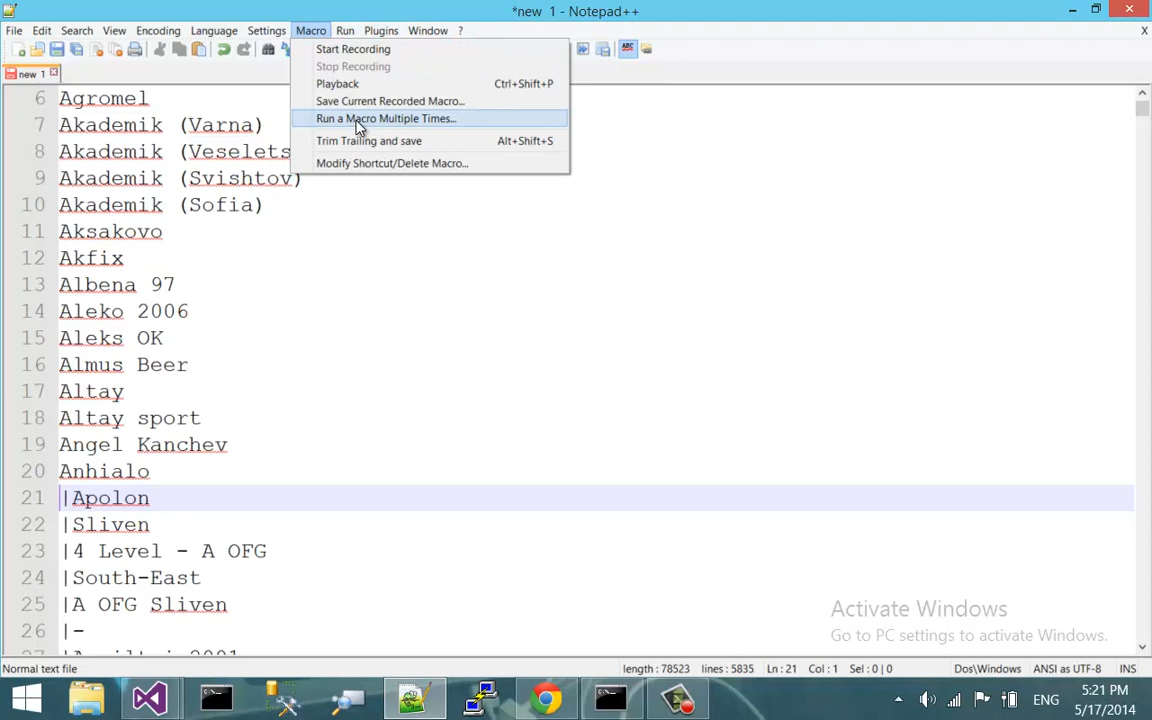 *new 1 - Notepad++
File Edit Search View Encoding Language Settings Macro Run Plugins Window ?
X
new 1
Start Recording
Stop Recording
Playback Ctrl+Shift+P
Save Current Recorded Macro...
Run a Macro Multiple Times...
Trim Trailing and save Alt+Shift+S
Modify Shortcut/Delete Macro...
6 Agromel
7 Akademik (Varna)
8 Akademik (Veselets
9 Akademik (Svishtov)
10 Akademik (Sofia)
11 Aksakovo
12 Akfix
13 Albena 97
14 Aleko 2006
15 Aleks OK
16 Almus Beer
17 Altay
18 Altay sport
19 Angel Kanchev
20 Anhialo
21 |Apolon
22 |Sliven
23 |4 Level - A OFG
24 |South-East
25 |A OFG Sliven
26 |-
Activate Windows
Go to PC settings to activate Windows.
Normal text file length : 78523 lines : 5835 Ln : 21 Col : 1 Sel : 0 | 0 Dos\Windows ANSI as UTF-8 INS
ENG
5:21 PM
5/17/2014